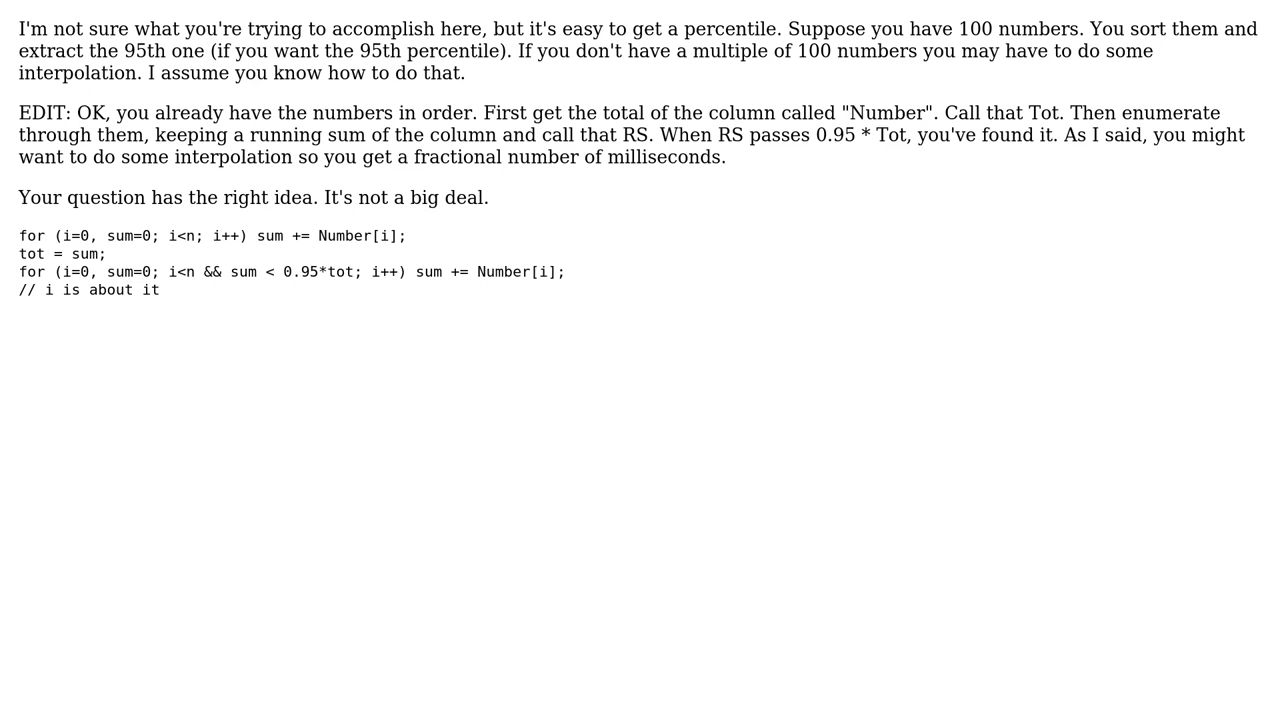 I'm not sure what you're trying to accomplish here, but it's easy to get a percentile. Suppose you have 100 numbers. You sort them and
extract the 95th one (if you want the 95th percentile). If you don't have a multiple of 100 numbers you may have to do some
interpolation. I assume you know how to do that.
EDIT: OK, you already have the numbers in order. First get the total of the column called "Number". Call that Tot. Then enumerate
through them, keeping a running sum of the column and call that RS. When RS passes 0.95 * Tot, you've found it. As I said, you might
want to do some interpolation so you get a fractional number of milliseconds.
Your question has the right idea. It's not a big deal.
for (i=0, sum=0; i<n; i++) sum += Number[i];
tot = sum;
for (i=0, sum=0; i<n && sum < 0.95*tot; i++) sum += Number[i];
// i is about it